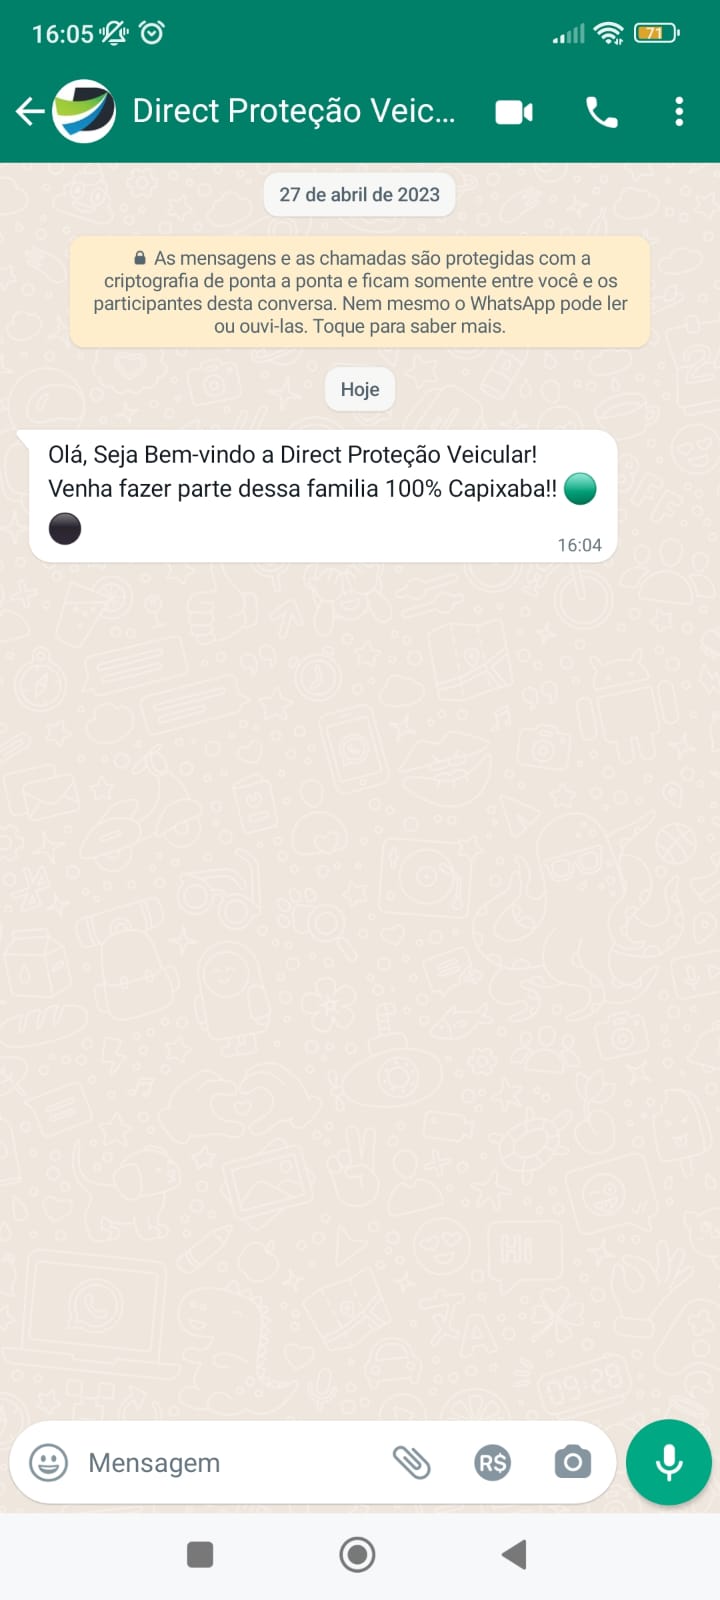 16:05
71
Direct Proteção Veic...
27 de abril de 2023
As mensagens e as chamadas são protegidas com a
criptografia de ponta a ponta e ficam somente entre você e os
participantes desta conversa. Nem mesmo o WhatsApp pode ler
ou ouvi-las. Toque para saber mais.
Hoje
Olá, Seja Bem-vindo a Direct Proteção Veicular!
Venha fazer parte dessa familia 100% Capixaba!! 🟢
⚫
16:04
Mensagem
R$